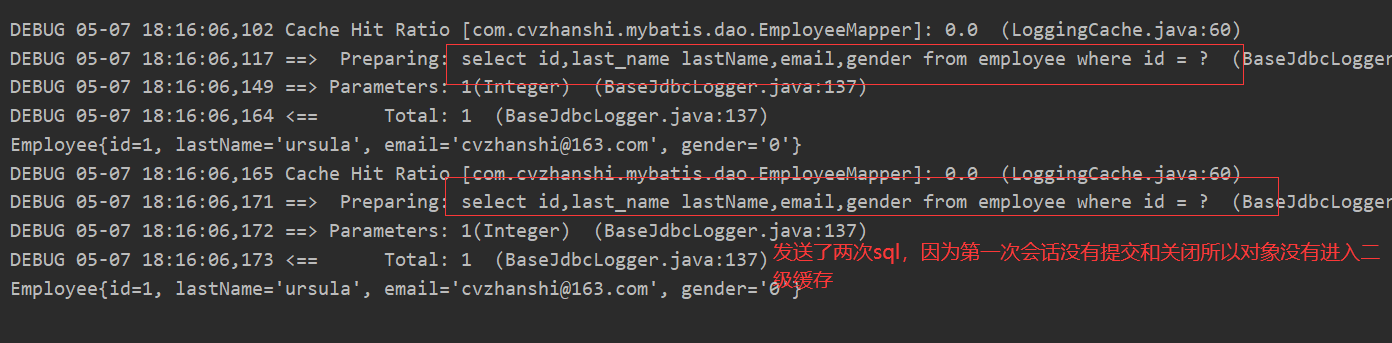 DEBUG 05-07 18:16:06,102 Cache Hit Ratio [com.cvzhanshi.mybatis.dao.EmployeeMapper]: 0.0  (LoggingCache.java:60)
DEBUG 05-07 18:16:06,117 ==>  Preparing: select id,last_name lastName,email,gender from employee where id = ?  (BaseJdbcLogger
DEBUG 05-07 18:16:06,149 ==> Parameters: 1(Integer)  (BaseJdbcLogger.java:137)
DEBUG 05-07 18:16:06,164 <==      Total: 1  (BaseJdbcLogger.java:137)
Employee{id=1, lastName='ursula', email='cvzhanshi@163.com', gender='0'}
DEBUG 05-07 18:16:06,165 Cache Hit Ratio [com.cvzhanshi.mybatis.dao.EmployeeMapper]: 0.0  (LoggingCache.java:60)
DEBUG 05-07 18:16:06,171 ==>  Preparing: select id,last_name lastName,email,gender from employee where id = ?  (BaseJdbcLogger
DEBUG 05-07 18:16:06,172 ==> Parameters: 1(Integer)  (BaseJdbcLogger.java:137)
DEBUG 05-07 18:16:06,173 <==      Total: 1  (BaseJdbcLogger.java:137)
Employee{id=1, lastName='ursula', email='cvzhanshi@163.com', gender='0'}
发送了两次sql，因为第一次会话没有提交和关闭所以对象没有进入二
级缓存